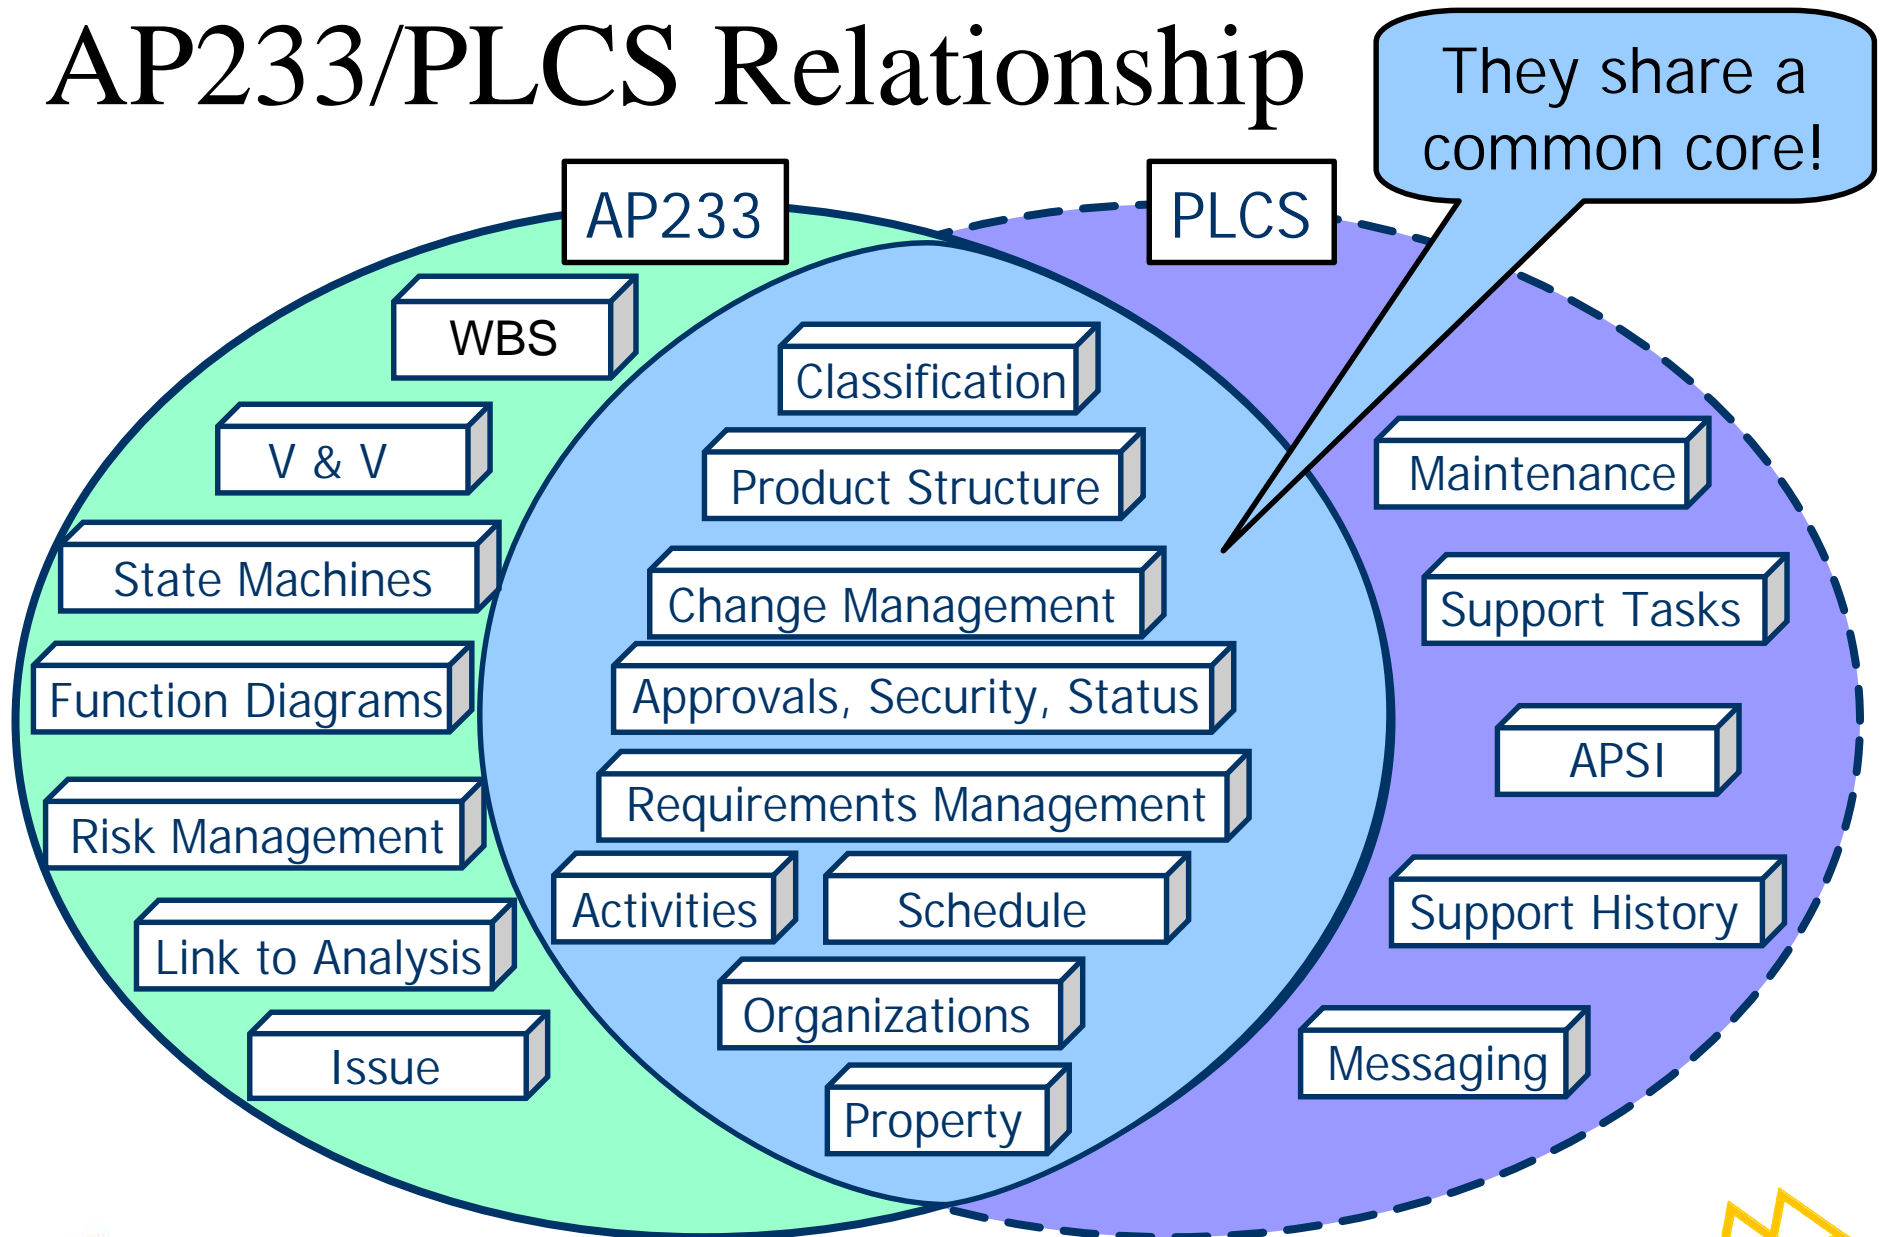 AP233/PLCS Relationship
They share a
common core!
AP233
PLCS
WBS
V & V
State Machines
Function Diagrams
Risk Management
Link to Analysis
Issue
Classification
Product Structure
Change Management
Approvals, Security, Status
Requirements Management
Activities
Schedule
Organizations
Property
Maintenance
Support Tasks
APSI
Support History
Messaging